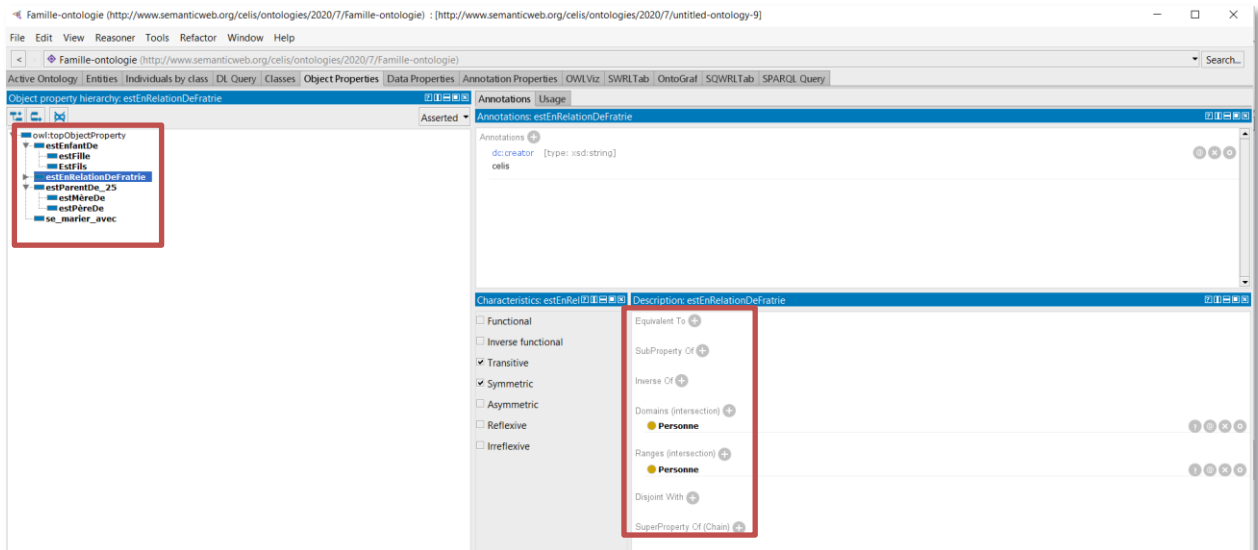 Famille-ontologie (http://www.semanticweb.org/celis/ontologies/2020/7/Famille-ontologie) : [http://www.semanticweb.org/celis/ontologies/2020/7/untitled-ontology-9]
File Edit View Reasoner Tools Refactor Window Help
< > Famille-ontologie (http://www.semanticweb.org/celis/ontologies/2020/7/Famille-ontologie) Search...
Active Ontology Entities Individuals by class DL Query Classes Object Properties Data Properties Annotation Properties OWLViz SWRLTab OntoGraf SQWRLTab SPARQL Query
Object property hierarchy: estEnRelationDeFratrie
Asserted
owl:topObjectProperty
estEnfantDe
estFille
EstFils
estEnRelationDeFratrie
estParentDe_25
estMèreDe
estPèreDe
se_marier_avec
Annotations Usage
Annotations: estEnRelationDeFratrie
Annotations
dc:creator [type: xsd:string]
celis
Characteristics: estEnRel
Functional
Inverse functional
Transitive
Symmetric
Asymmetric
Reflexive
Irreflexive
Description: estEnRelationDeFratrie
Equivalent To
SubProperty Of
Inverse Of
Domains (intersection)
Personne
Ranges (intersection)
Personne
Disjoint With
SuperProperty Of (Chain)